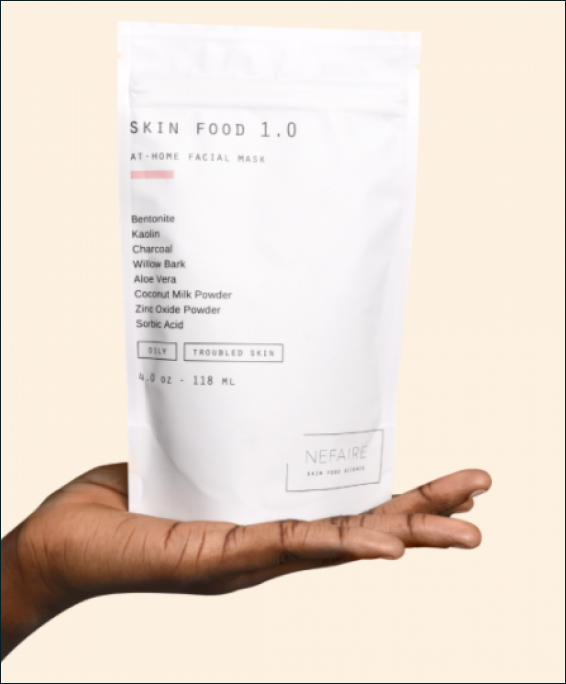 SKIN FOOD 1.0
AT-HOME FACIAL MASK
Bentonite
Kaolin
Charcoal
Willow Bark
Aloe Vera
Coconut Milk Powder
Zinc Oxide Powder
Sorbic Acid
OILY TROUBLED SKIN
4.0 oz - 118 ML
NEFAIRE
SKIN FOOD SCIENCE